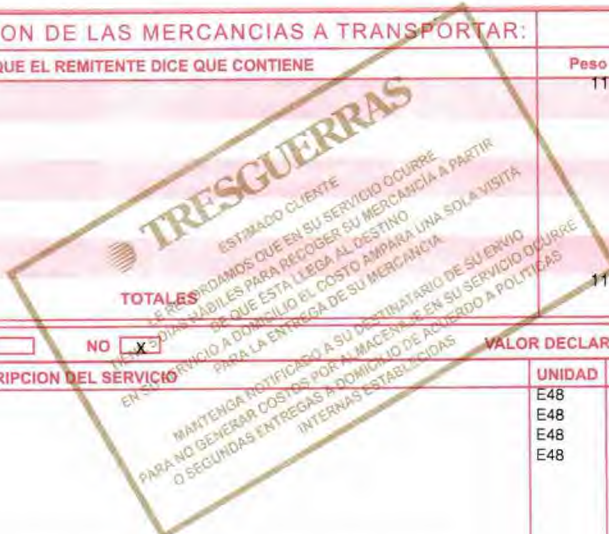 ON DE LAS MERCANCIAS A TRANSPORTAR:
QUE EL REMITENTE DICE QUE CONTIENE Peso
11
TRESGUERRAS
ESTIMADO CLIENTE
LE RECORDAMOS QUE EN SU SERVICIO OCURRE
DIAS HABILES PARA RECOGER SU MERCANCÍA A PARTIR
DE QUE ESTA LLEGA AL DESTINO
EN SU SERVICIO A DOMICILIO EL COSTO AMPARA UNA SOLA VISITA
PARA LA ENTREGA DE SU MERCANCIA
MANTENGA NOTIFICADO A SU DESTINATARIO DE SU ENVIO
PARA NO GENERAR COSTOS POR ALMACENAJE EN SU SERVICIO OCURRE
O SEGUNDAS ENTREGAS A DOMICILIO DE ACUERDO A POLITICAS
INTERNAS ESTABLECIDAS
TOTALES 11
NO X VALOR DECLAR
RIPCION DEL SERVICIO UNIDAD
E48
E48
E48
E48